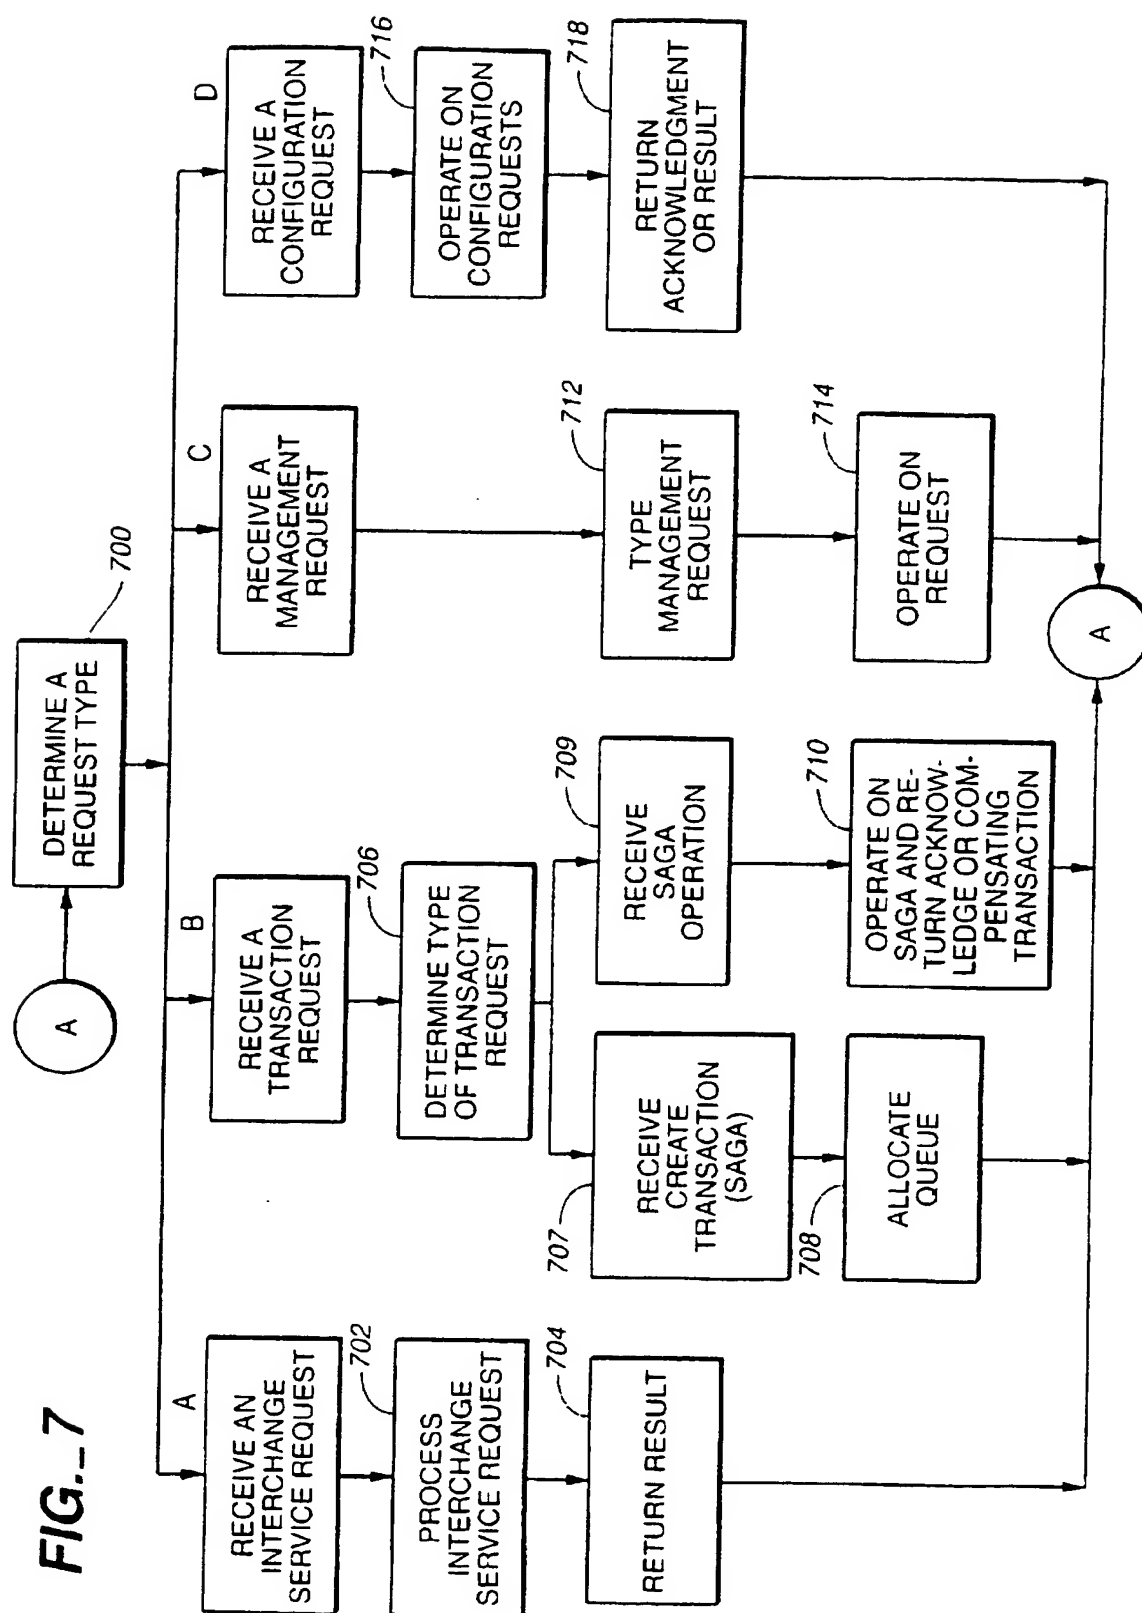 FIG._7
A
DETERMINE A
REQUEST TYPE
700
A
RECEIVE AN
INTERCHANGE
SERVICE REQUEST
702
PROCESS
INTERCHANGE
SERVICE REQUEST
704
RETURN RESULT
B
RECEIVE A
TRANSACTION
REQUEST
706
DETERMINE TYPE
OF TRANSACTION
REQUEST
707
RECEIVE
CREATE
TRANSACTION
(SAGA)
708
ALLOCATE
QUEUE
709
RECEIVE
SAGA
OPERATION
710
OPERATE ON
SAGA AND RE-
TURN ACKNOW-
LEDGE OR COM-
PENSATING
TRANSACTION
C
RECEIVE A
MANAGEMENT
REQUEST
712
TYPE
MANAGEMENT
REQUEST
714
OPERATE ON
REQUEST
D
RECEIVE A
CONFIGURATION
REQUEST
716
OPERATE ON
CONFIGURATION
REQUESTS
718
RETURN
ACKNOWLEDGMENT
OR RESULT
A